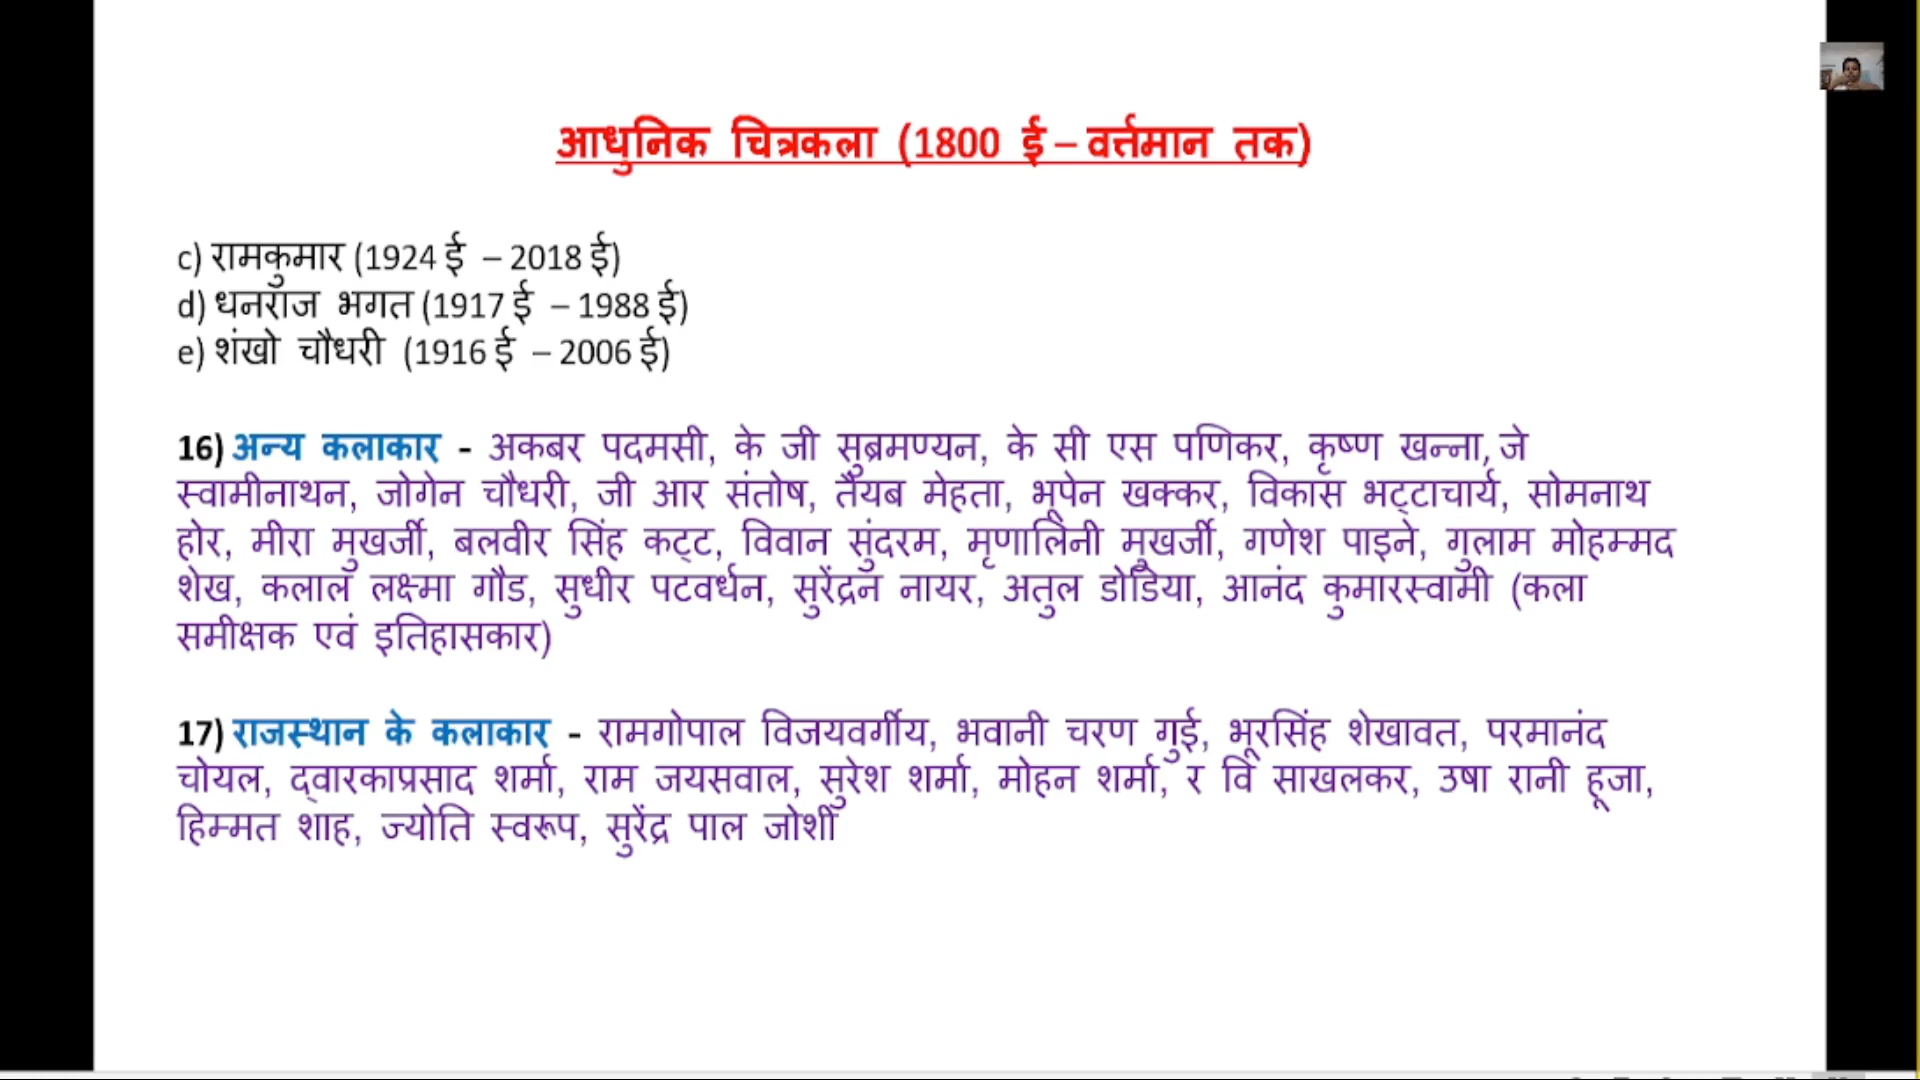 आधुनिक चित्रकला (1800 ई – वर्त्तमान तक)
c) रामकुमार (1924 ई – 2018 ई)
d) धनराज भगत (1917 ई – 1988 ई)
e) शंखो चौधरी (1916 ई – 2006 ई)
16) अन्य कलाकार - अकबर पदमसी, के जी सुब्रमण्यन, के सी एस पणिकर, कृष्ण खन्ना, जे
स्वामीनाथन, जोगेन चौधरी, जी आर संतोष, तैयब मेहता, भूपेन खक्कर, विकास भट्टाचार्य, सोमनाथ
होर, मीरा मुखर्जी, बलवीर सिंह कट्ट, विवान सुंदरम, मृणालिनी मुखर्जी, गणेश पाइने, गुलाम मोहम्मद
शेख, कलाल लक्ष्मा गौड, सुधीर पटवर्धन, सुरेंद्रन नायर, अतुल डोडिया, आनंद कुमारस्वामी (कला
समीक्षक एवं इतिहासकार)
17) राजस्थान के कलाकार - रामगोपाल विजयवर्गीय, भवानी चरण गुई, भूरसिंह शेखावत, परमानंद
चोयल, द्वारकाप्रसाद शर्मा, राम जयसवाल, सुरेश शर्मा, मोहन शर्मा, र वि साखलकर, उषा रानी हूजा,
हिम्मत शाह, ज्योति स्वरूप, सुरेंद्र पाल जोशी